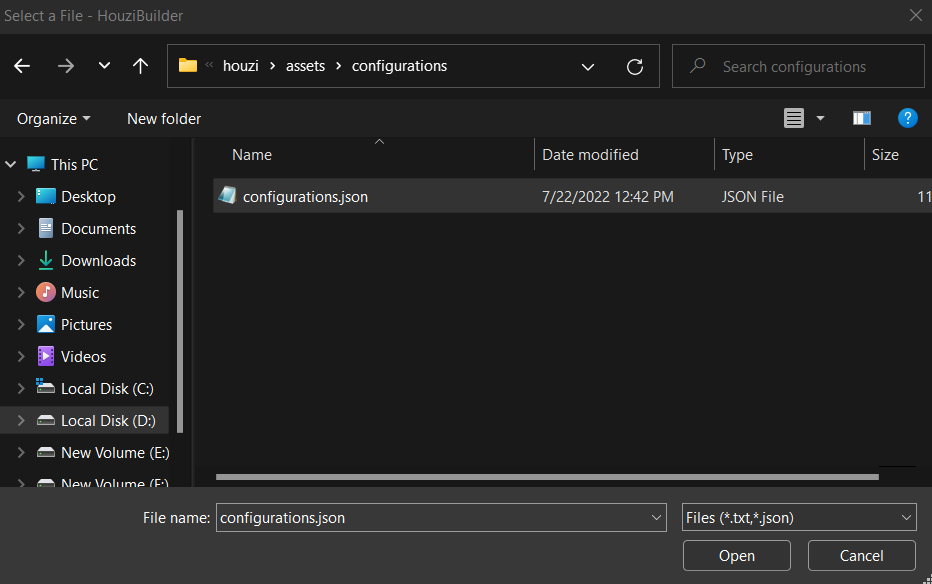 Select a File - HouziBuilder
« houzi > assets > configurations
Search configurations
Organize
New folder
?
Name
Date modified
Type
Size
This PC
Desktop
Documents
Downloads
Music
Pictures
Videos
Local Disk (C:)
Local Disk (D:)
New Volume (E:)
New Volume (F:)
configurations.json
7/22/2022 12:42 PM
JSON File
11
File name:
configurations.json
Files (*.txt,*.json)
Open
Cancel